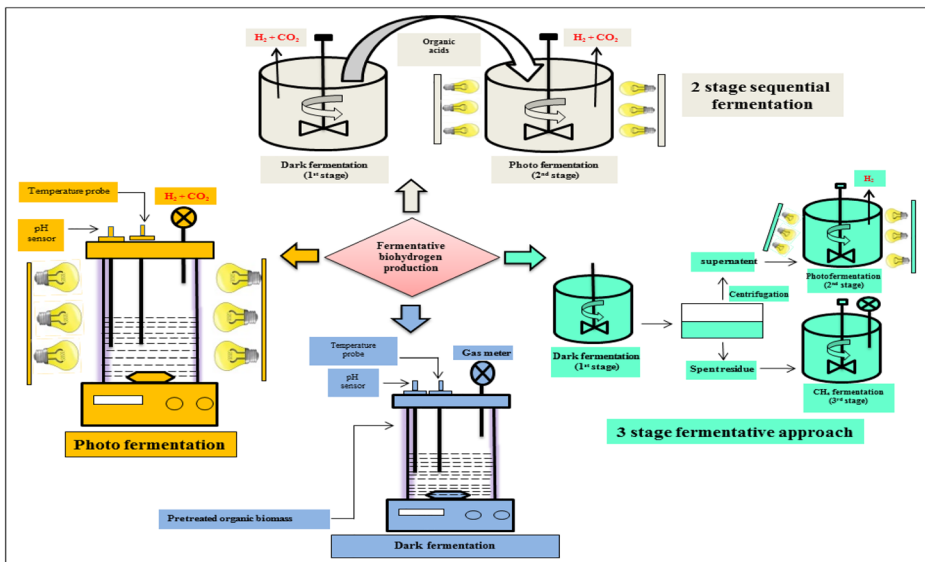 H₂ + CO₂
Organic
acids
H₂ + CO₂
2 stage sequential
fermentation
Dark fermentation
(1ˢᵗ stage)
Photo fermentation
(2ⁿᵈ stage)
Temperature probe
H₂ + CO₂
pH
sensor
Photo fermentation
Fermentative
biohydrogen
production
H₂
supernatent
Photofermentation
(2ⁿᵈ stage)
Centrifugation
Dark fermentation
(1ˢᵗ stage)
Spent residue
CH₄ fermentation
(3ʳᵈ stage)
3 stage fermentative approach
Temperature
probe
Gas meter
pH
sensor
Pretreated organic biomass
Dark fermentation